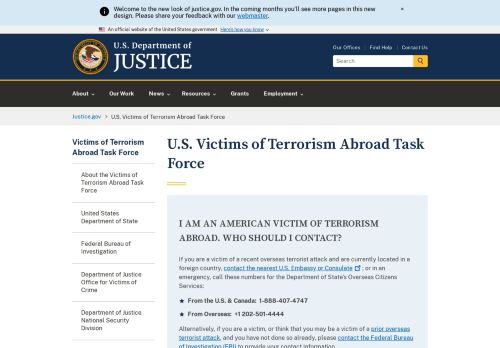 Welcome to the new look of justice.gov. In the coming months you'll see more pages in this new
design. Please share your feedback with our webmaster.
×
An official website of the United States government Here's how you know
U.S. Department of
JUSTICE
Our Offices | Find Help | Contact Us
Search
About
Our Work
News
Resources
Grants
Employment
Justice.gov > U.S. Victims of Terrorism Abroad Task Force
Victims of Terrorism
Abroad Task Force
About the Victims of
Terrorism Abroad Task
Force
United States
Department of State
Federal Bureau of
Investigation
Department of Justice
Office for Victims of
Crime
Department of Justice
National Security
Division
U.S. Victims of Terrorism Abroad Task
Force
I AM AN AMERICAN VICTIM OF TERRORISM
ABROAD. WHO SHOULD I CONTACT?
If you are a victim of a recent overseas terrorist attack and are currently located in a
foreign country, contact the nearest U.S. Embassy or Consulate ; or in an
emergency, call these numbers for the Department of State's Overseas Citizens
Services:
★ From the U.S. & Canada: 1-888-407-4747
★ From Overseas: +1 202-501-4444
Alternatively, if you are a victim, or think that you may be a victim of a prior overseas
terrorist attack, and you have not done so already, please contact the Federal Bureau
of Investigation (FBI) to provide your contact information.